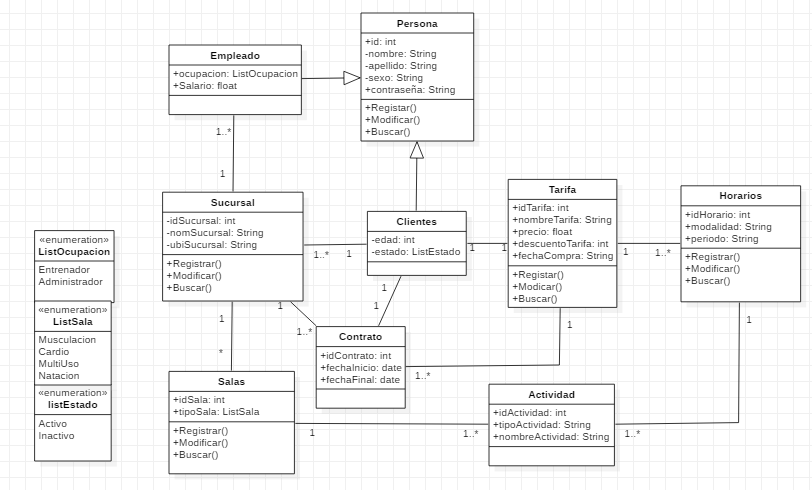 Persona
+id: int
-nombre: String
-apellido: String
-sexo: String
+contraseña: String
+Registar()
+Modificar()
+Buscar()
Empleado
+ocupacion: ListOcupacion
+Salario: float
1..*
1
Sucursal
-idSucursal: int
-nomSucursal: String
-ubiSucursal: String
+Registrar()
+Modificar()
+Buscar()
1..*
1
Clientes
-edad: int
-estado: ListEstado
1
1
Tarifa
+idTarifa: int
+nombreTarifa: String
+precio: float
+descuentoTarifa: int
+fechaCompra: String
+Registar()
+Modicar()
+Buscar()
1
1..*
Horarios
+idHorario: int
+modalidad: String
+periodo: String
+Registrar()
+Modificar()
+Buscar()
«enumeration»
ListOcupacion
Entrenador
Administrador
«enumeration»
ListSala
Musculacion
Cardio
MultiUso
Natacion
«enumeration»
listEstado
Activo
Inactivo
1
*
1
1..*
1
1
Contrato
+idContrato: int
+fechaInicio: date
+fechaFinal: date
1..*
1
1
Salas
+idSala: int
+tipoSala: ListSala
+Registrar()
+Modificar()
+Buscar()
1
1..*
Actividad
+idActividad: int
+tipoActividad: String
+nombreActividad: String
1..*